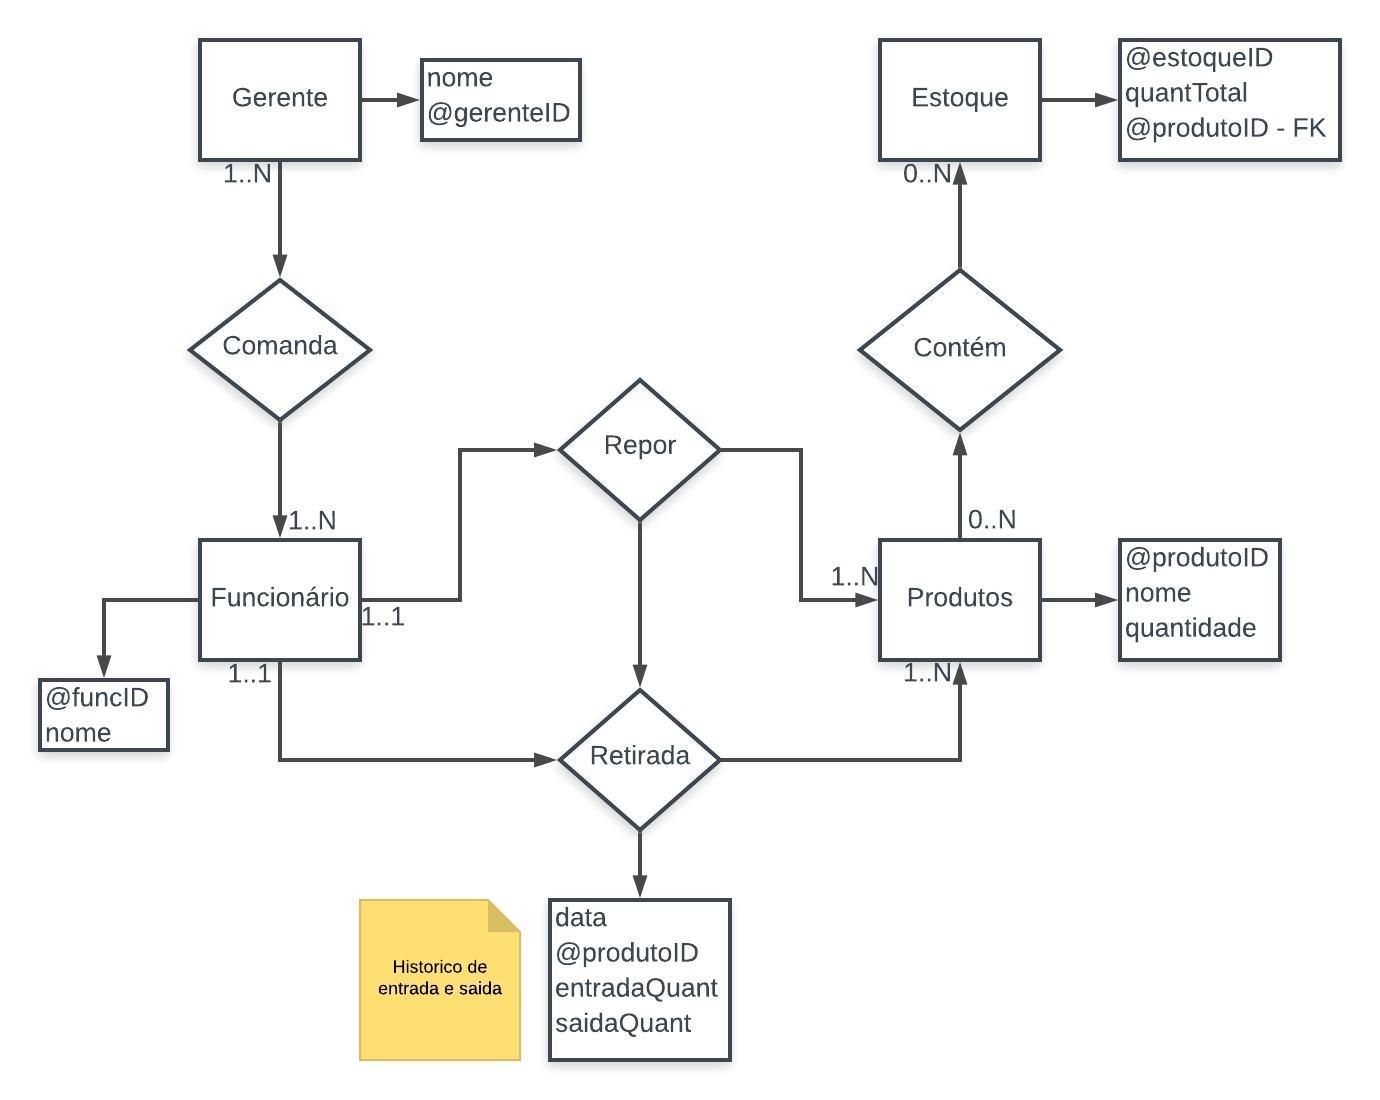 Gerente
nome
@gerenteID
1..N
Estoque
@estoqueID
quantTotal
@produtoID - FK
0..N
Comanda
Contém
Repor
1..N
0..N
Funcionário
1..1
1..1
@funcID
nome
1..N
Produtos
1..N
@produtoID
nome
quantidade
Retirada
Historico de
entrada e saida
data
@produtoID
entradaQuant
saidaQuant